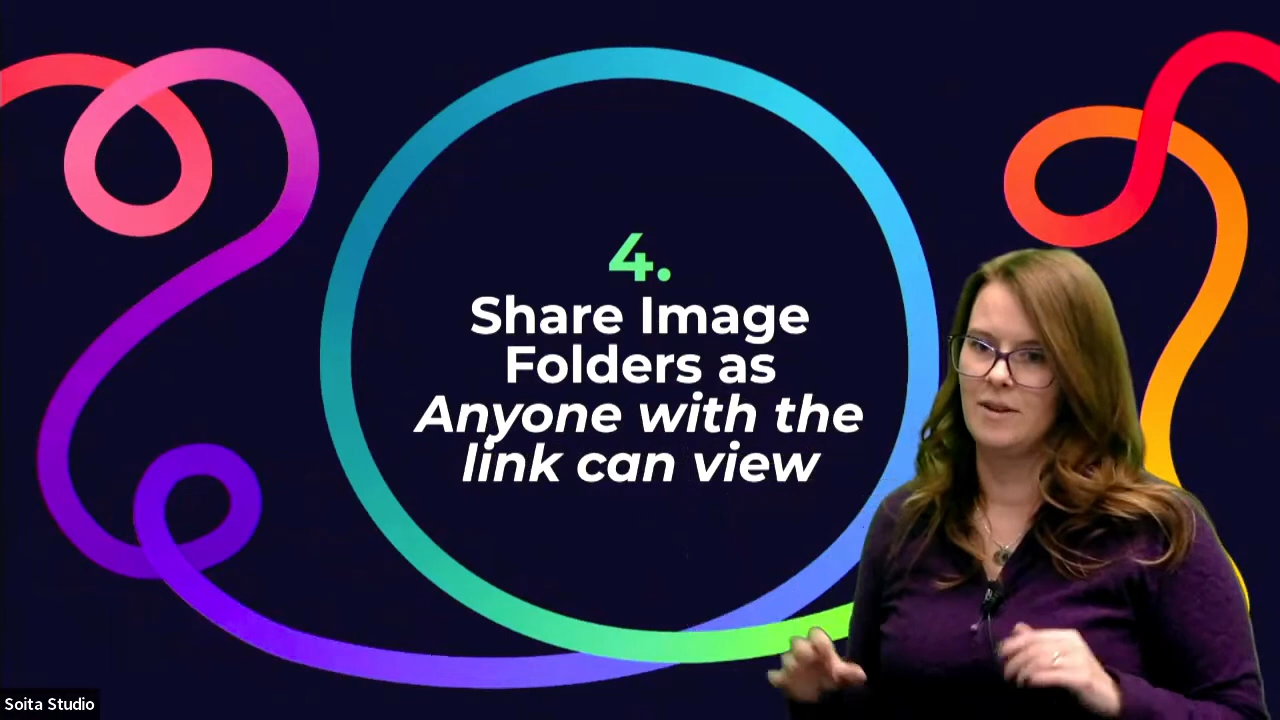 4.
Share Image
Folders as
Anyone with the
link can view
Soita Studio